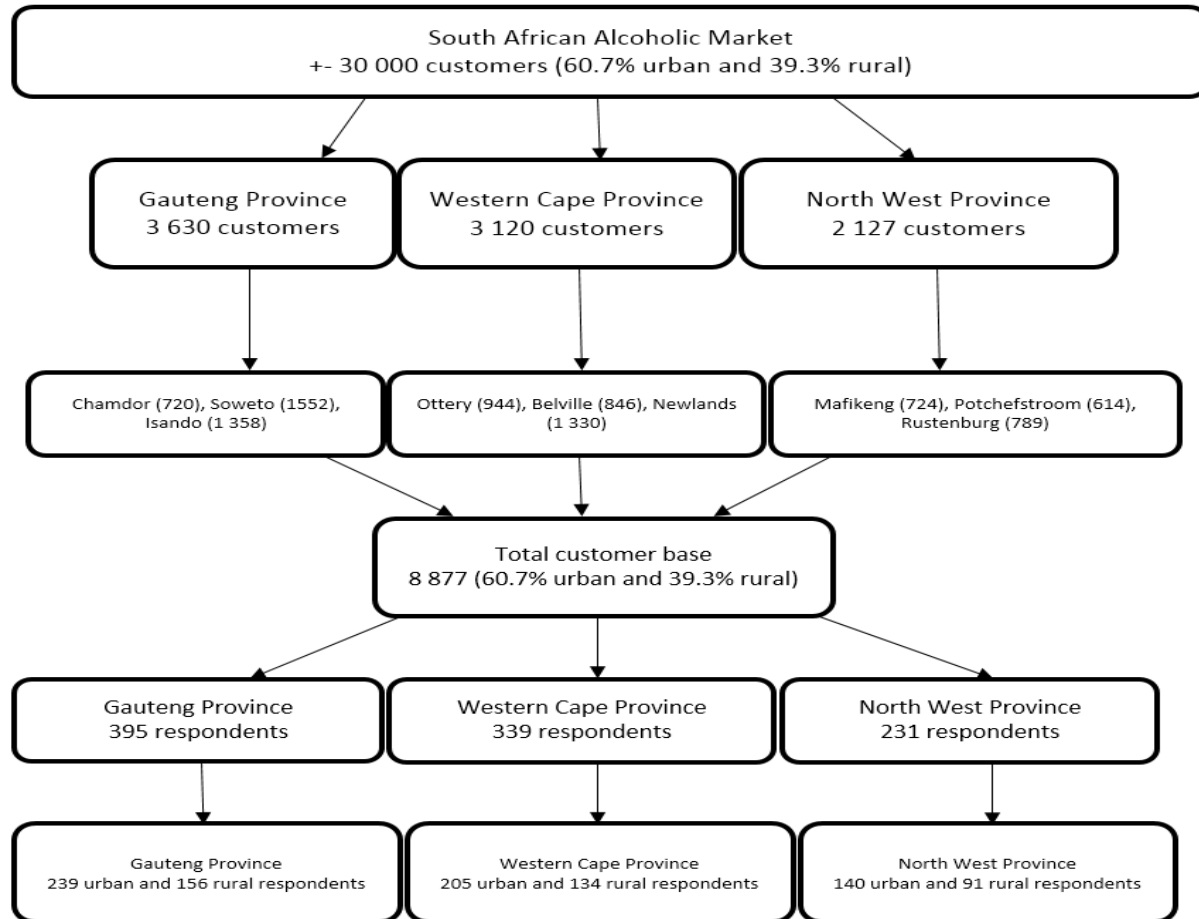 South African Alcoholic Market
+- 30 000 customers (60.7% urban and 39.3% rural)
Gauteng Province
3 630 customers
Western Cape Province
3 120 customers
North West Province
2 127 customers
Chamdor (720), Soweto (1552),
Isando (1 358)
Ottery (944), Belville (846), Newlands
(1 330)
Mafikeng (724), Potchefstroom (614),
Rustenburg (789)
Total customer base
8 877 (60.7% urban and 39.3% rural)
Gauteng Province
395 respondents
Western Cape Province
339 respondents
North West Province
231 respondents
Gauteng Province
239 urban and 156 rural respondents
Western Cape Province
205 urban and 134 rural respondents
North West Province
140 urban and 91 rural respondents